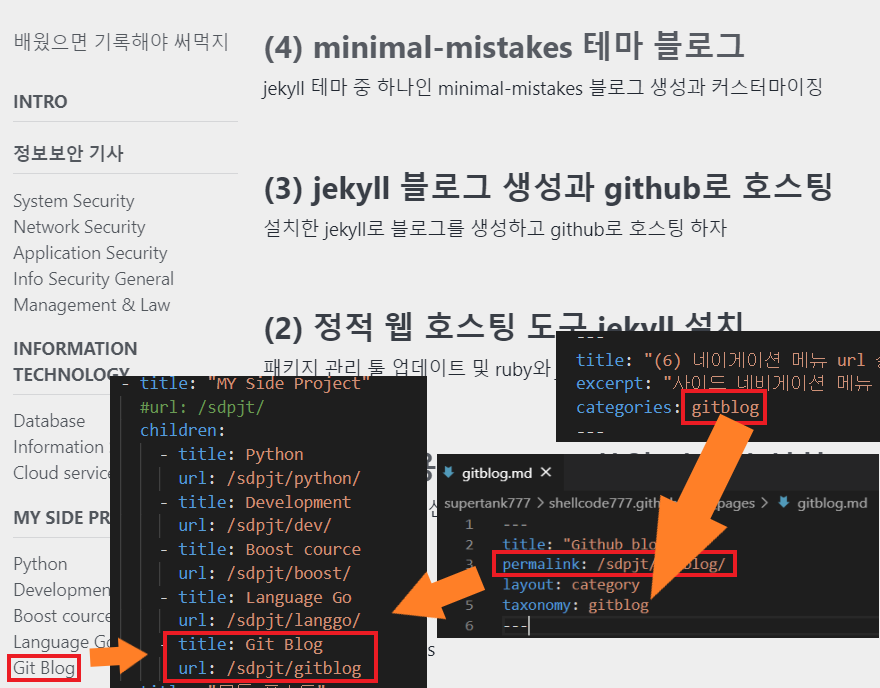 배웠으면 기록해야 써먹지
INTRO
정보보안 기사
System Security
Network Security
Application Security
Info Security General
Management & Law
INFORMATION
TECHNOLOGY
Database
Information
Cloud service
MY SIDE PR
Python
Developmen
Boost cource
Language Go
Git Blog
(4) minimal-mistakes 테마 블로그
jekyll 테마 중 하나인 minimal-mistakes 블로그 생성과 커스터마이징
(3) jekyll 블로그 생성과 github로 호스팅
설치한 jekyll로 블로그를 생성하고 github로 호스팅 하자
(2) 정적 웹 호스팅 도구 jekyll 설치
패키지 관리 툴 업데이트 및 ruby와
- title: "MY Side Project"
#url: /sdpjt/
children:
- title: Python
url: /sdpjt/python/
- title: Development
url: /sdpjt/dev/
- title: Boost cource
url: /sdpjt/boost/
- title: Language Go
url: /sdpjt/langgo/
- title: Git Blog
url: /sdpjt/gitblog
---
title: "(6) 네이게이션 메뉴 url
excerpt: "사이드 네비게이션 메뉴
categories: gitblog
---
gitblog.md ×
supertank777 > shellcode777.gith pages > gitblog.md
1 ---
2 title: "Github blo
3 permalink: /sdpjt/ blog/
layout: category
5 taxonomy: gitblog
6 ---